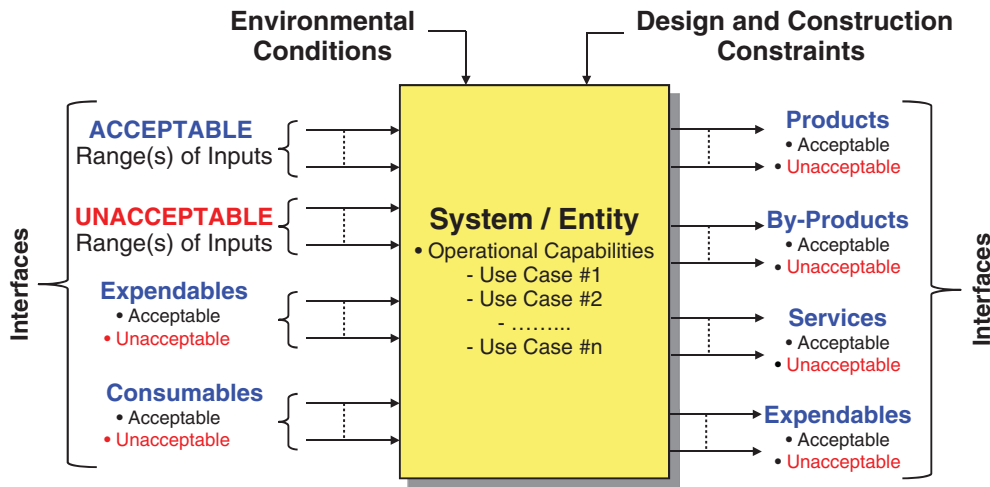 Environmental
Conditions
Design and Construction
Constraints
Interfaces
ACCEPTABLE
Range(s) of Inputs
UNACCEPTABLE
Range(s) of Inputs
Expendables
• Acceptable
• Unacceptable
Consumables
• Acceptable
• Unacceptable
System / Entity
• Operational Capabilities
- Use Case #1
- Use Case #2
- ………
- Use Case #n
Products
• Acceptable
• Unacceptable
By-Products
• Acceptable
• Unacceptable
Services
• Acceptable
• Unacceptable
Expendables
• Acceptable
• Unacceptable
Interfaces